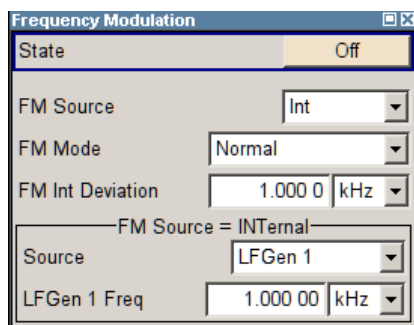 Frequency Modulation
State Off
FM Source Int
FM Mode Normal
FM Int Deviation 1.000 0 kHz
FM Source = INTernal
Source LFGen 1
LFGen 1 Freq 1.000 00 kHz